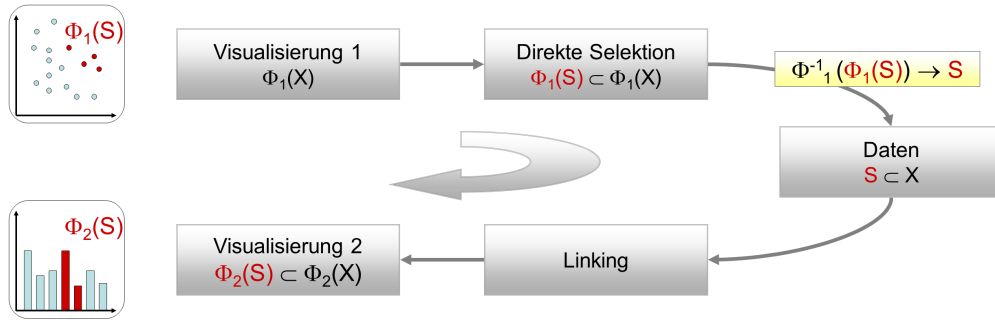 Φ₁(S)
Visualisierung 1
Φ₁(X)
Direkte Selektion
Φ₁(S) ⊂ Φ₁(X)
Φ⁻¹₁ (Φ₁(S)) → S
Daten
S ⊂ X
Φ₂(S)
Visualisierung 2
Φ₂(S) ⊂ Φ₂(X)
Linking